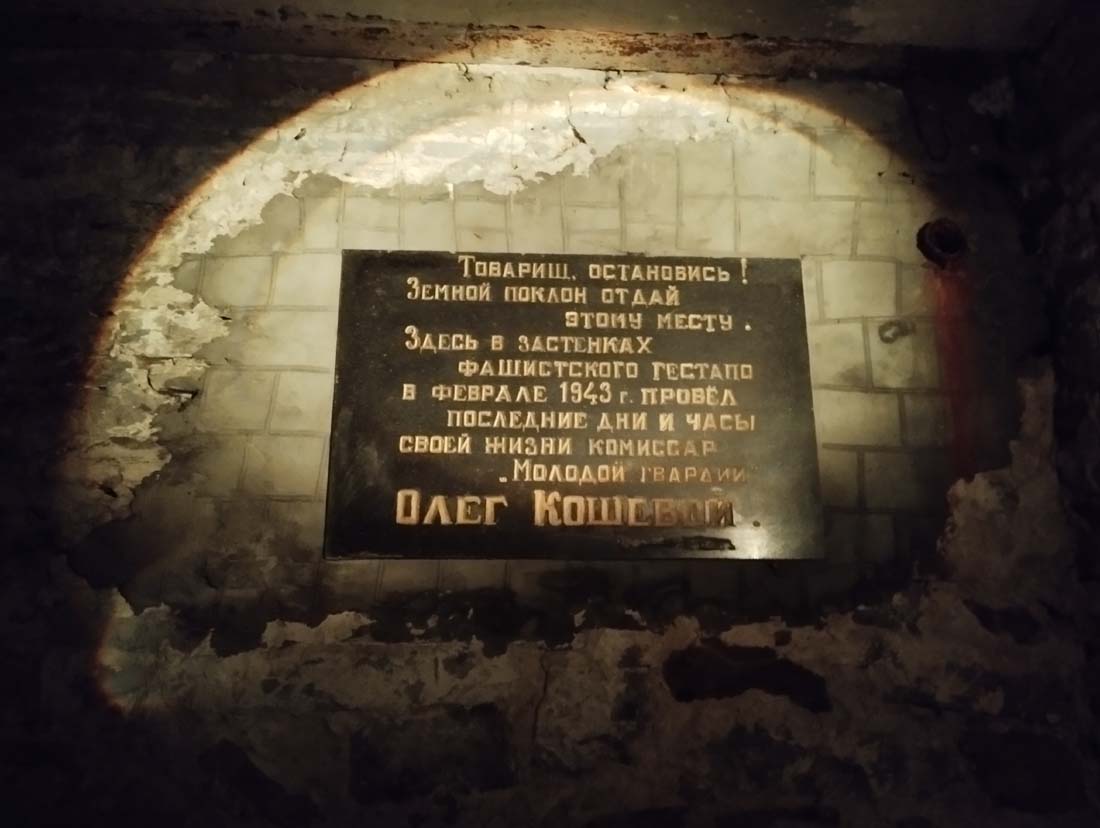 Товарищ, остановись!
Земной поклон отдай
этому месту.
Здесь в застенках
фашистского гестапо
в феврале 1943 г. провёл
последние дни и часы
своей жизни комиссар
„Молодой гвардии"
Олег Кошевой.